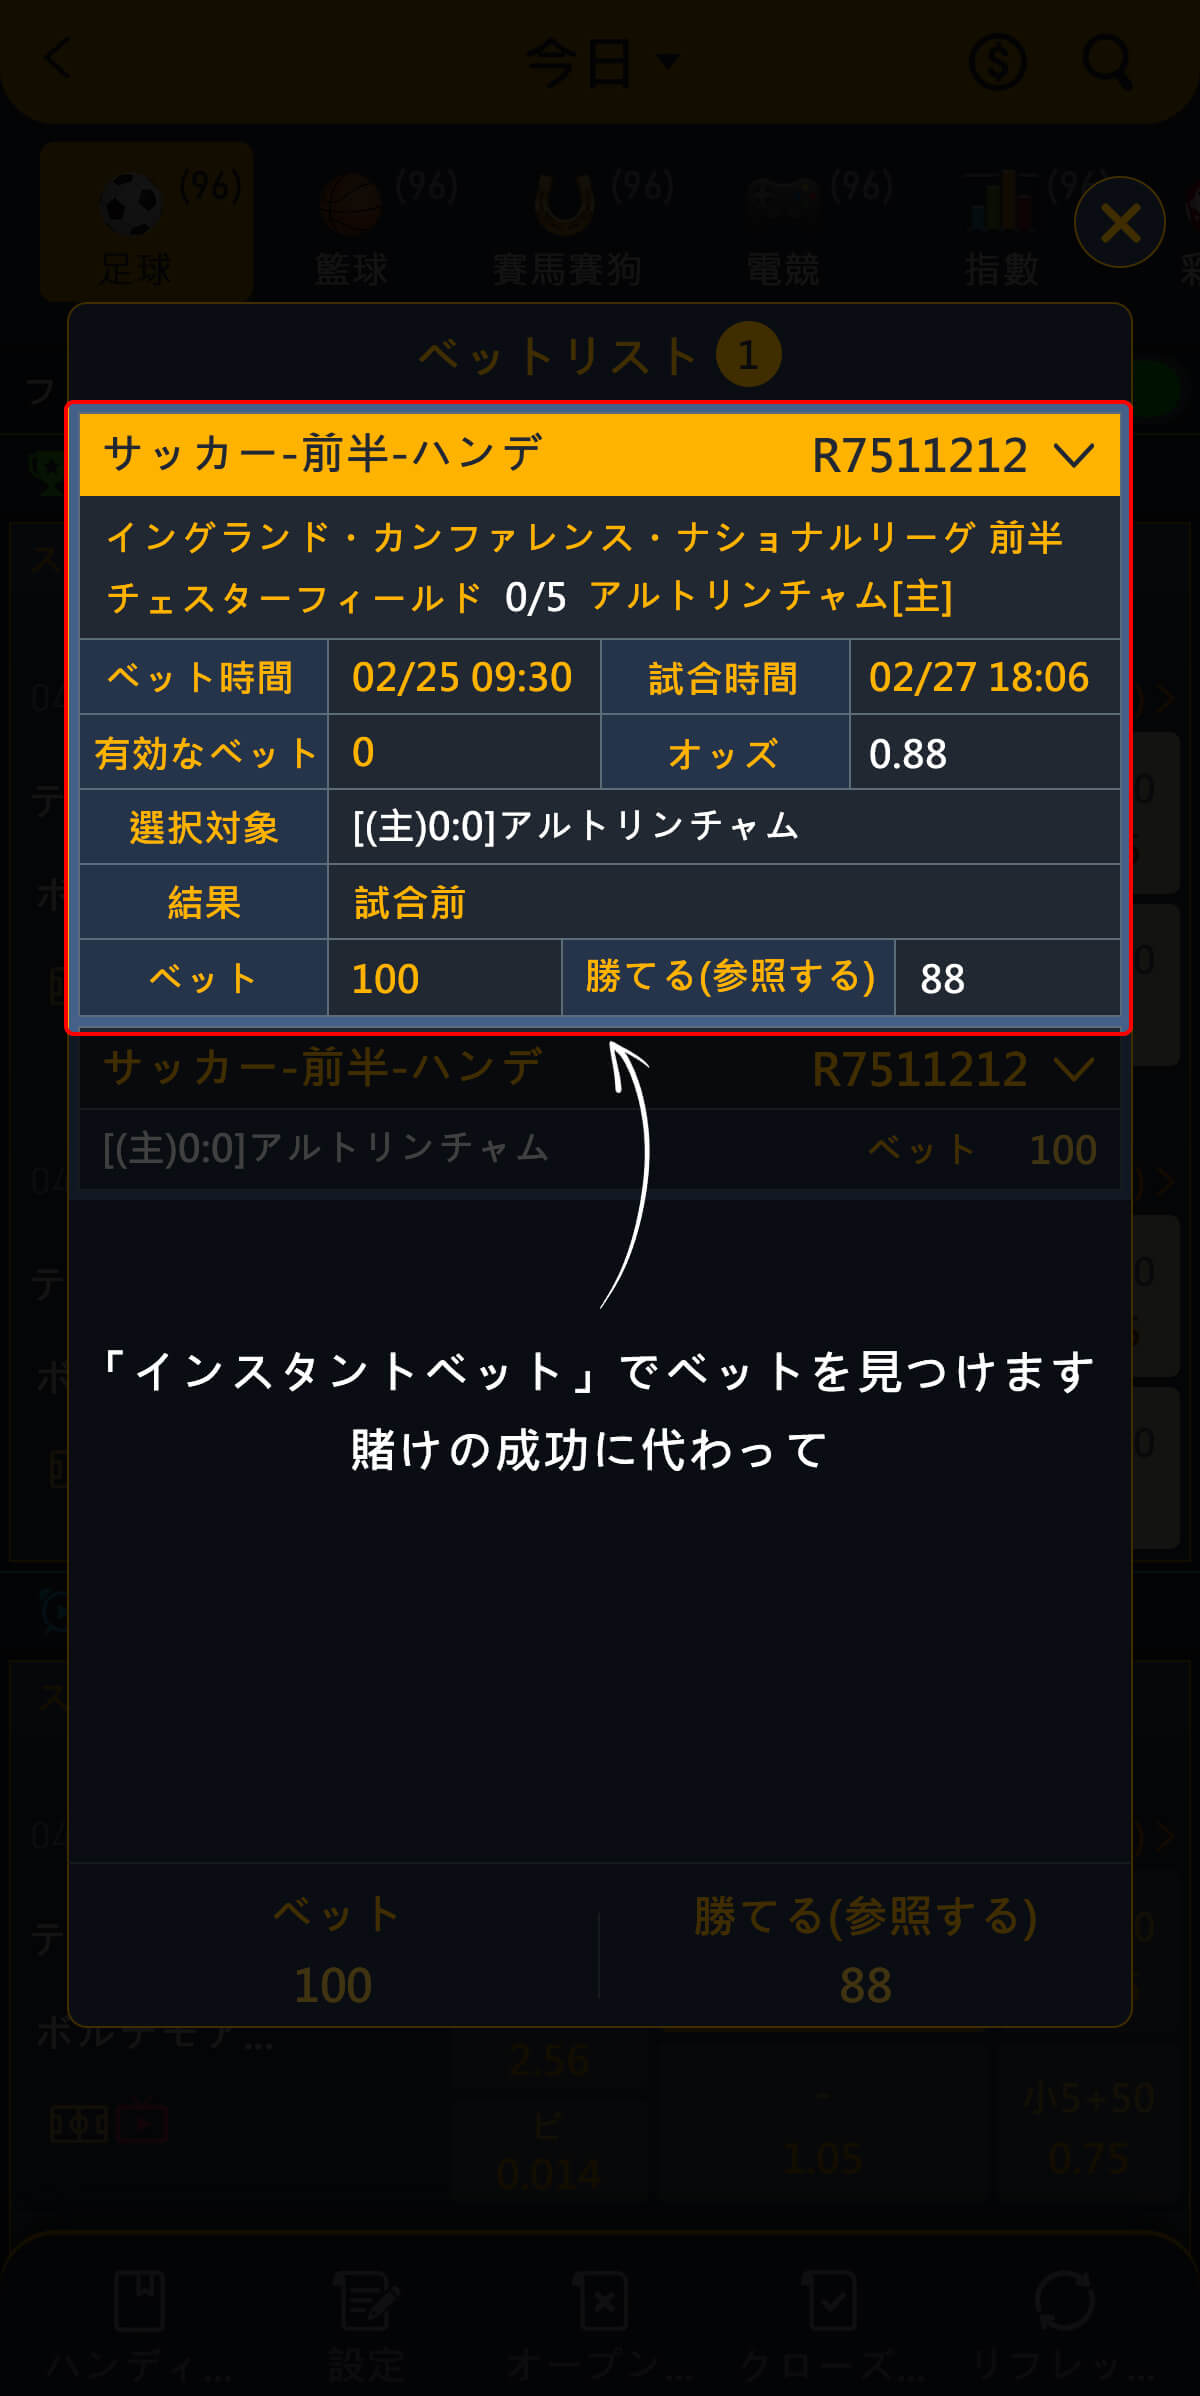 今日
足球 (96)
籃球 (96)
賽馬賽狗 (96)
電競 (96)
指數
フ
ベットリスト 1
サッカー-前半-ハンデ R7511212
イングランド・カンファレンス・ナショナルリーグ 前半
チェスターフィールド 0/5 アルトリンチャム[主]
ベット時間 02/25 09:30 試合時間 02/27 18:06
有効なベット 0 オッズ 0.88
選択対象 [(主)0:0]アルトリンチャム
結果 試合前
ベット 100 勝てる(参照する) 88
サッカー-前半-ハンデ R7511212
[(主)0:0]アルトリンチャム ベット 100
「インスタントベット」でベットを見つけます
賭けの成功に代わって
ベット 勝てる(参照する)
100 88
ボルチモア...
2.56
ビ
0.014
-
1.05
小5+50
0.75
ハンディ... 設定 オープン... クローズ... リフレッ...